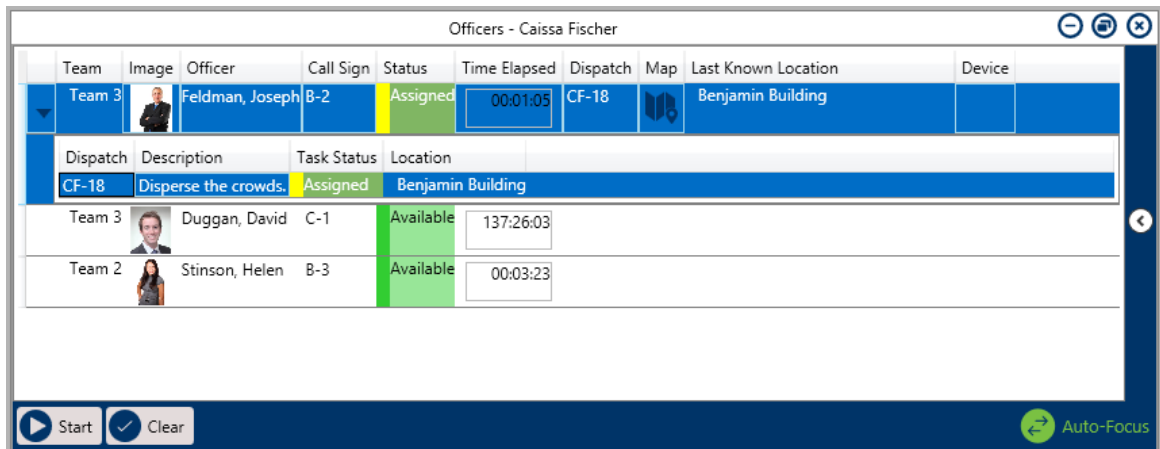 Officers - Caissa Fischer
Team Image Officer Call Sign Status Time Elapsed Dispatch Map Last Known Location Device
Team 3 Feldman, Joseph B-2 Assigned 00:01:05 CF-18 Benjamin Building
Dispatch Description Task Status Location
CF-18 Disperse the crowds. Assigned Benjamin Building
Team 3 Duggan, David C-1 Available 137:26:03
Team 2 Stinson, Helen B-3 Available 00:03:23
Start Clear Auto-Focus